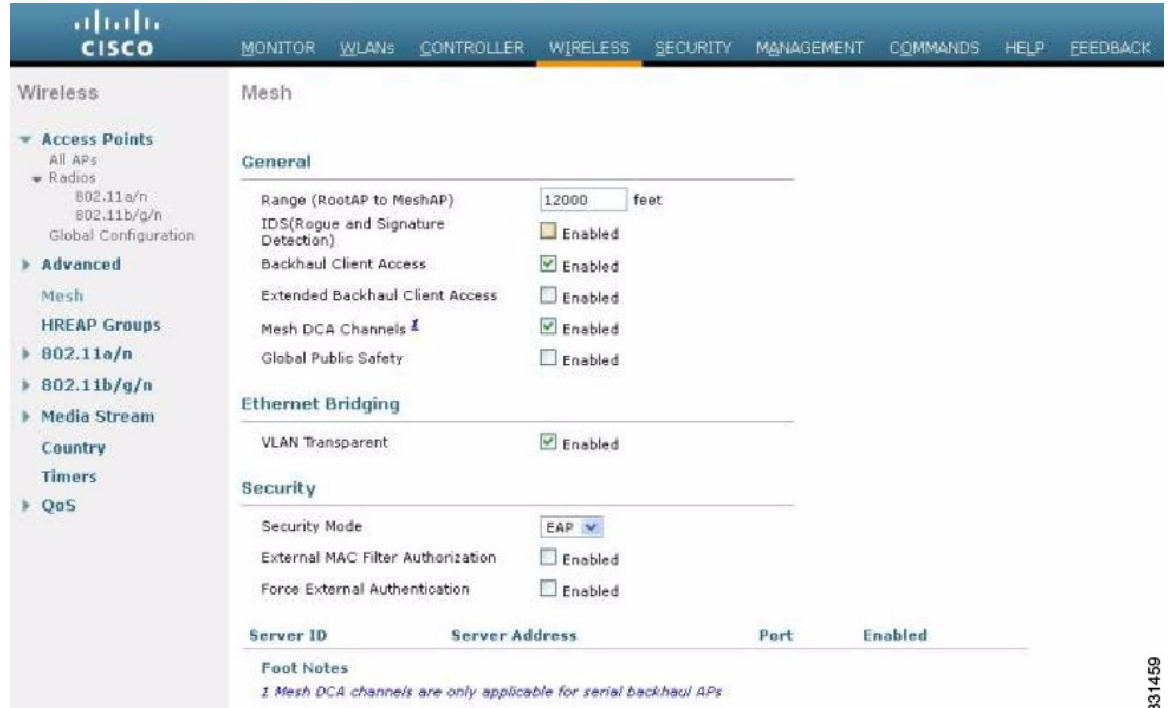 CISCO
MONITOR WLANs CONTROLLER WIRELESS SECURITY MANAGEMENT COMMANDS HELP FEEDBACK
Wireless
Access Points
All APs
Radios
802.11a/n
802.11b/g/n
Global Configuration
Advanced
Mesh
HREAP Groups
802.11a/n
802.11b/g/n
Media Stream
Country
Timers
QoS
Mesh
General
Range (RootAP to MeshAP) 12000 feet
IDS(Rogue and Signature
Detection) Enabled
Backhaul Client Access Enabled
Extended Backhaul Client Access Enabled
Mesh DCA Channels 1 Enabled
Global Public Safety Enabled
Ethernet Bridging
VLAN Transparent Enabled
Security
Security Mode EAP
External MAC Filter Authorization Enabled
Force External Authentication Enabled
Server ID Server Address Port Enabled
Foot Notes
1 Mesh DCA channels are only applicable for serial backhaul APs
331459